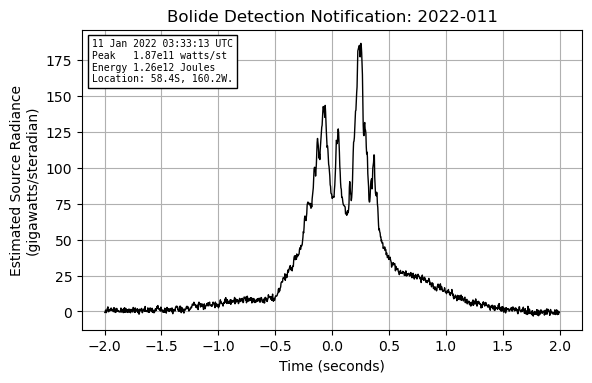 Bolide Detection Notification: 2022-011
11 Jan 2022 03:33:13 UTC
Peak   1.87e11 watts/st
Energy 1.26e12 Joules
Location: 58.4S, 160.2W.
Estimated Source Radiance
(gigawatts/steradian)
175
150
125
100
75
50
25
0
−2.0 −1.5 −1.0 −0.5 0.0 0.5 1.0 1.5 2.0
Time (seconds)